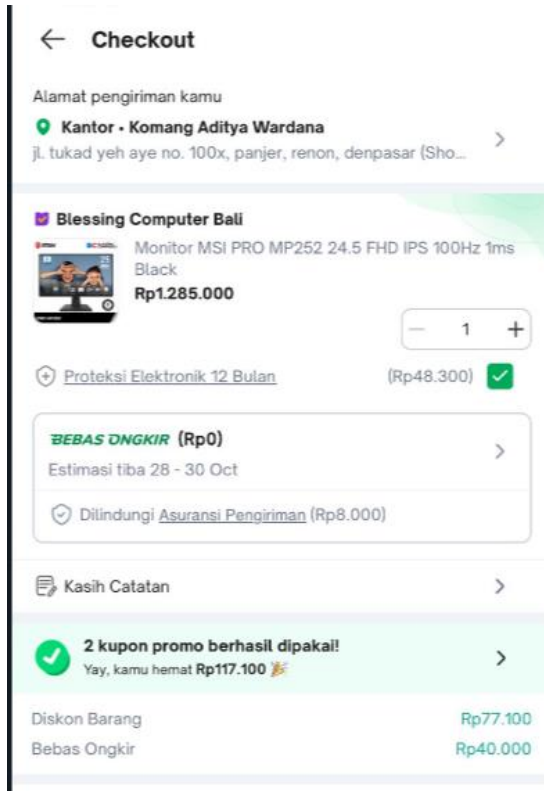 Checkout
Alamat pengiriman kamu
Kantor • Komang Aditya Wardana
jl. tukad yeh aye no. 100x, panjer, renon, denpasar (Sho...
Blessing Computer Bali
Monitor MSI PRO MP252 24.5 FHD IPS 100Hz 1ms
Black
Rp1.285.000
1
Proteksi Elektronik 12 Bulan (Rp48.300)
BEBAS ONGKIR (Rp0)
Estimasi tiba 28 - 30 Oct
Dilindungi Asuransi Pengiriman (Rp8.000)
Kasih Catatan
2 kupon promo berhasil dipakai!
Yay, kamu hemat Rp117.100
Diskon Barang Rp77.100
Bebas Ongkir Rp40.000